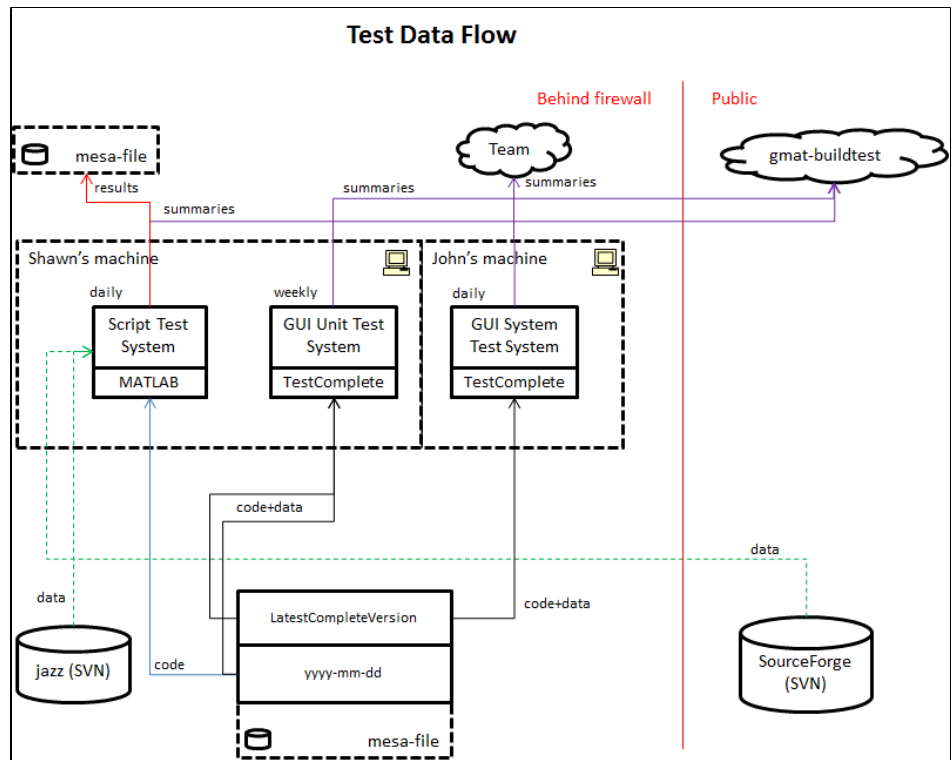 Test Data Flow
Behind firewall
Public
mesa-file
Team
gmat-buildtest
results
summaries
summaries
summaries
Shawn's machine
John's machine
daily
weekly
daily
Script Test
System
MATLAB
GUI Unit Test
System
TestComplete
GUI System
Test System
TestComplete
code+data
data
data
code+data
LatestCompleteVersion
jazz (SVN)
code
yyyy-mm-dd
SourceForge
(SVN)
mesa-file